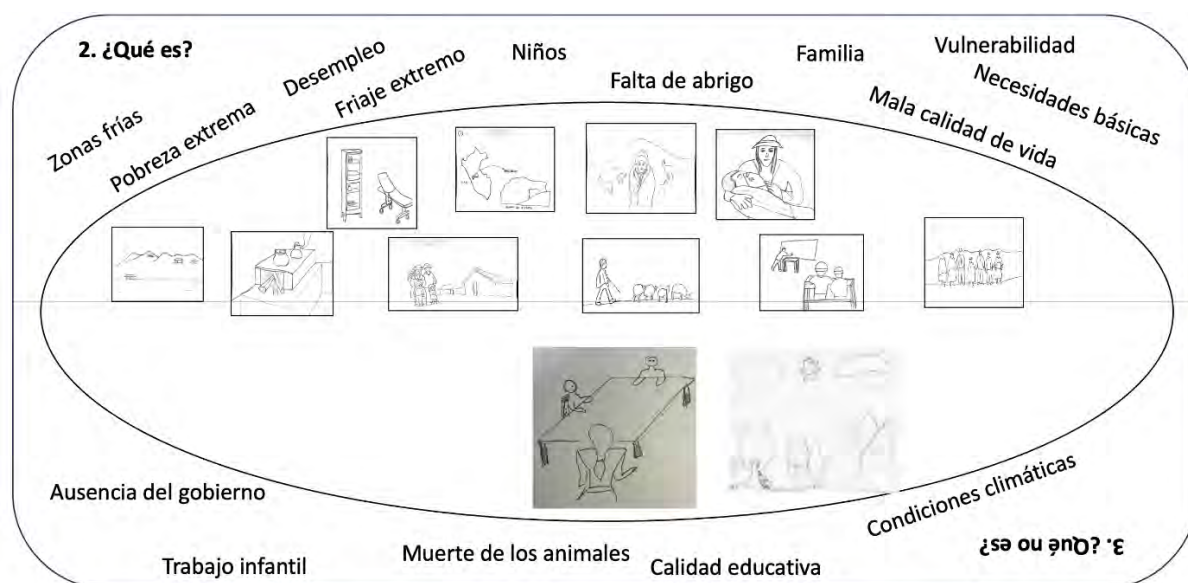 2. ¿Qué es?
Zonas frías
Pobreza extrema
Desempleo
Friaje extremo
Niños
Falta de abrigo
Familia
Vulnerabilidad
Necesidades básicas
Mala calidad de vida
Ausencia del gobierno
Trabajo infantil
Muerte de los animales
Calidad educativa
Condiciones climáticas
3. ¿Qué no es?